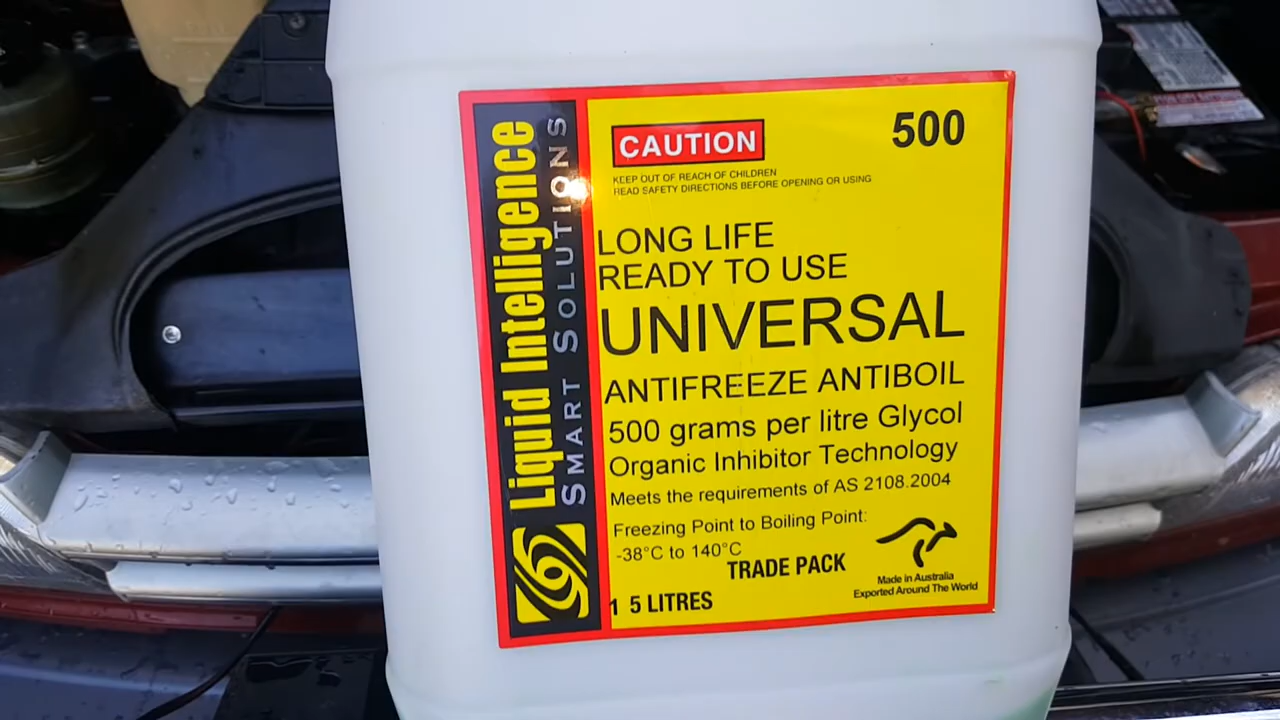 Liquid Intelligence
SMART SOLUTIONS
CAUTION
500
KEEP OUT OF REACH OF CHILDREN
READ SAFETY DIRECTIONS BEFORE OPENING OR USING
LONG LIFE
READY TO USE
UNIVERSAL
ANTIFREEZE ANTIBOIL
500 grams per litre Glycol
Organic Inhibitor Technology
Meets the requirements of AS 2108.2004
Freezing Point to Boiling Point:
-38°C to 140°C
TRADE PACK
1 5 LITRES
Made in Australia
Exported Around The World